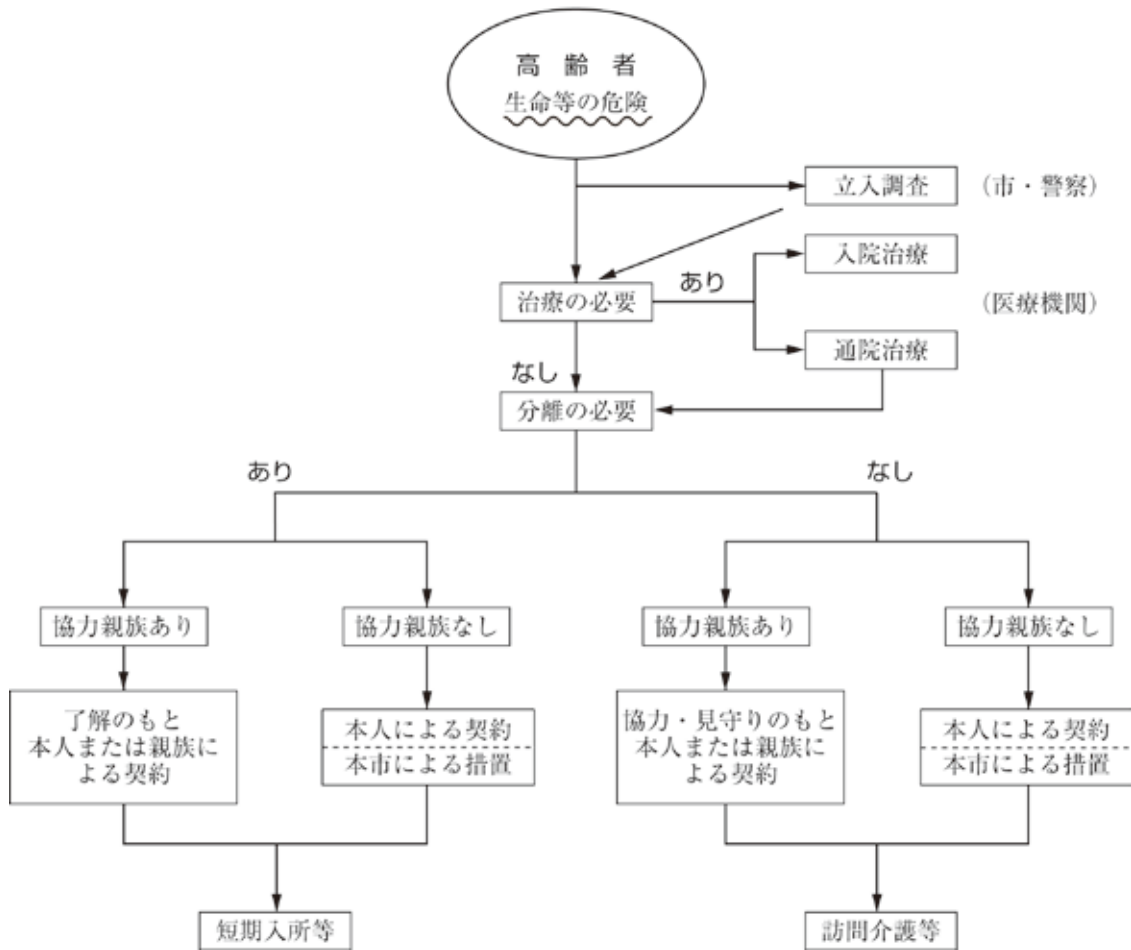 高齢者
生命等の危険
立入調査 (市・警察)
入院治療
あり
治療の必要
(医療機関)
通院治療
なし
分離の必要
あり
なし
協力親族あり
協力親族なし
協力親族あり
協力親族なし
了解のもと
本人または親族に
よる契約
本人による契約
本市による措置
協力・見守りのもと
本人または親族に
よる契約
本人による契約
本市による措置
短期入所等
訪問介護等